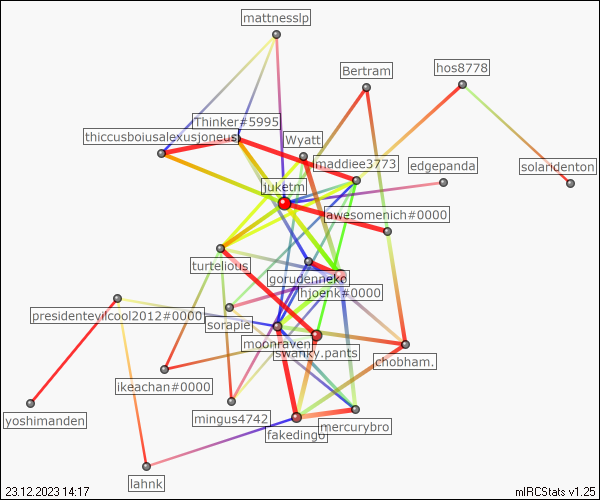 mattnesslp
hos8778
Bertram
Thinker#5995
thiccusboiusalexusjoneus
Wyatt
maddiee3773
edgepanda
solaridenton
juketm
awesomenich#0000
turtelious
gorudenneko
hjoenk#0000
presidentevilcool2012#0000
sorapie
moonraven
swanky.pants
chobham.
ikeachan#0000
yoshimanden
mingus4742
mercurybro
fakedingo
lahnk
23.12.2023 14:17
mIRCStats v1.25